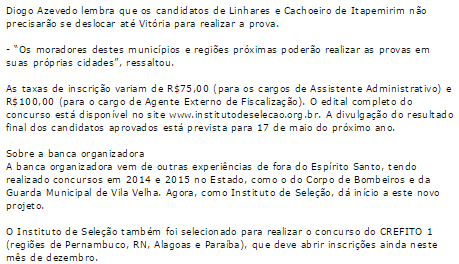 Diogo Azevedo lembra que os candidatos de Linhares e Cachoeiro de Itapemirim não
precisarão se deslocar até Vitória para realizar a prova.
- "Os moradores destes municípios e regiões próximas poderão realizar as provas em
suas próprias cidades", ressaltou.
As taxas de inscrição variam de R$75,00 (para os cargos de Assistente Administrativo) e
R$100,00 (para o cargo de Agente Externo de Fiscalização). O edital completo do
concurso está disponível no site www.institutodeselecao.org.br. A divulgação do resultado
final dos candidatos aprovados está prevista para 17 de maio do próximo ano.
Sobre a banca organizadora
A banca organizadora vem de outras experiências de fora do Espírito Santo, tendo
realizado concursos em 2014 e 2015 no Estado, como o do Corpo de Bombeiros e da
Guarda Municipal de Vila Velha. Agora, como Instituto de Seleção, dá início a este novo
projeto.
O Instituto de Seleção também foi selecionado para realizar o concurso do CREFITO 1
(regiões de Pernambuco, RN, Alagoas e Paraíba), que deve abrir inscrições ainda neste
mês de dezembro.